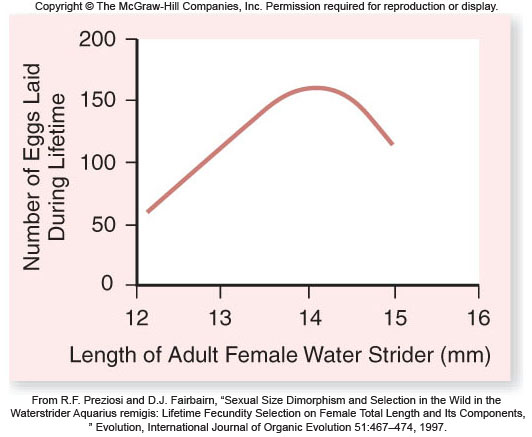 Copyright © The McGraw-Hill Companies, Inc. Permission required for reproduction or display.
Number of Eggs Laid
During Lifetime
200
150
100
50
0
12 13 14 15 16
Length of Adult Female Water Strider (mm)
From R.F. Preziosi and D.J. Fairbairn, “Sexual Size Dimorphism and Selection in the Wild in the
Waterstrider Aquarius remigis: Lifetime Fecundity Selection on Female Total Length and Its Components,
” Evolution, International Journal of Organic Evolution 51:467–474, 1997.